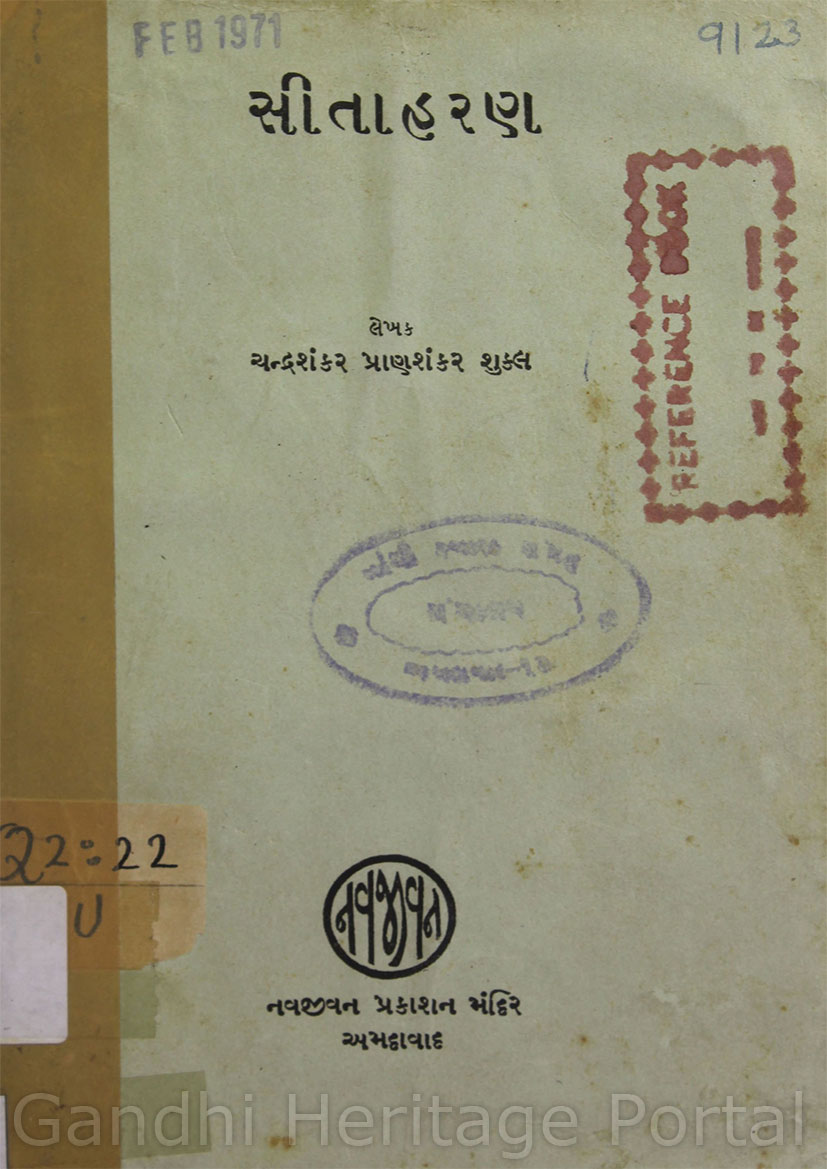 FEB 1971
9123
સીતાહરણ
REFERENCE
લેખક
ચન્દ્રશંકર પ્રાણશંકર શુક્લ
22:22
U
નવજીવન
નવજીવન પ્રકાશન મંદિર
અમદાવાદ
Gandhi Heritage Portal